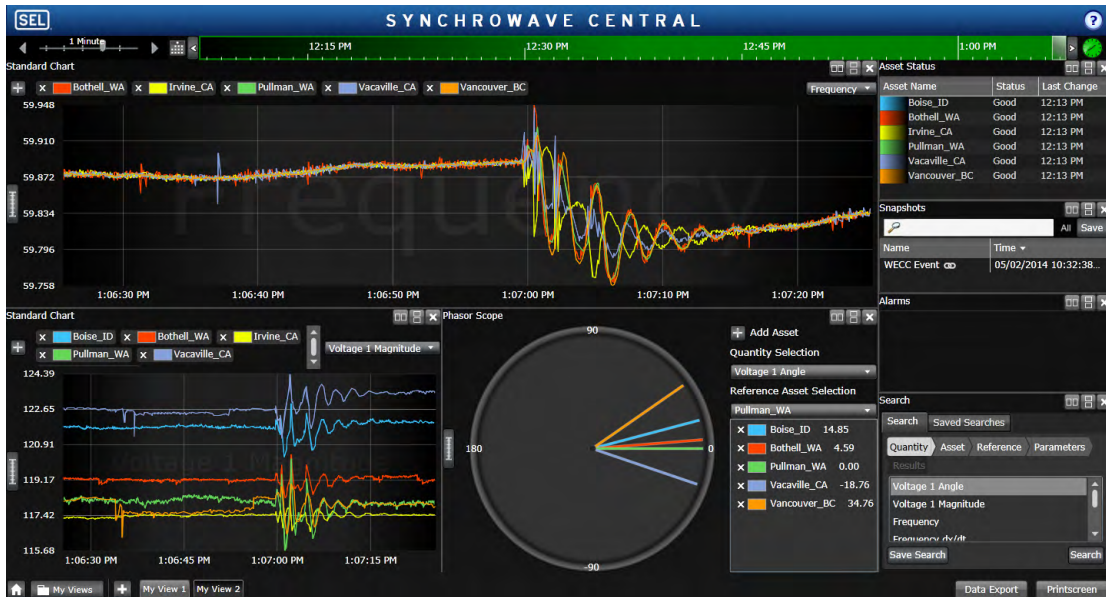 SEL
SYNCHROWAVE CENTRAL
?
1 Minute
12:15 PM 12:30 PM 12:45 PM 1:00 PM
Standard Chart
Bothell_WA Irvine_CA Pullman_WA Vacaville_CA Vancouver_BC Frequency
59.948
59.910
59.872
59.834
59.796
59.758
Frequency
1:06:30 PM 1:06:40 PM 1:06:50 PM 1:07:00 PM 1:07:10 PM 1:07:20 PM
Asset Status
Asset Name Status Last Change
Boise_ID Good 12:13 PM
Bothell_WA Good 12:13 PM
Irvine_CA Good 12:13 PM
Pullman_WA Good 12:13 PM
Vacaville_CA Good 12:13 PM
Vancouver_BC Good 12:13 PM
Snapshots
All Save
Name Time
WECC Event 05/02/2014 10:32:38...
Alarms
Standard Chart
Boise_ID Bothell_WA Irvine_CA
Pullman_WA Vacaville_CA
Voltage 1 Magnitude
124.39
122.65
120.91
119.17
117.42
115.68
1:06:30 PM 1:06:45 PM 1:07:00 PM 1:07:15 PM
Phasor Scope
90
180
0
-90
Add Asset
Quantity Selection
Voltage 1 Angle
Reference Asset Selection
Pullman_WA
Boise_ID 14.85
Bothell_WA 4.59
Pullman_WA 0.00
Vacaville_CA -18.76
Vancouver_BC 34.76
Search
Search Saved Searches
Quantity Asset Reference Parameters
Results
Voltage 1 Angle
Voltage 1 Magnitude
Frequency
Frequency dv/dt
Save Search Search
My Views My View 1 My View 2
Data Export Printscreen